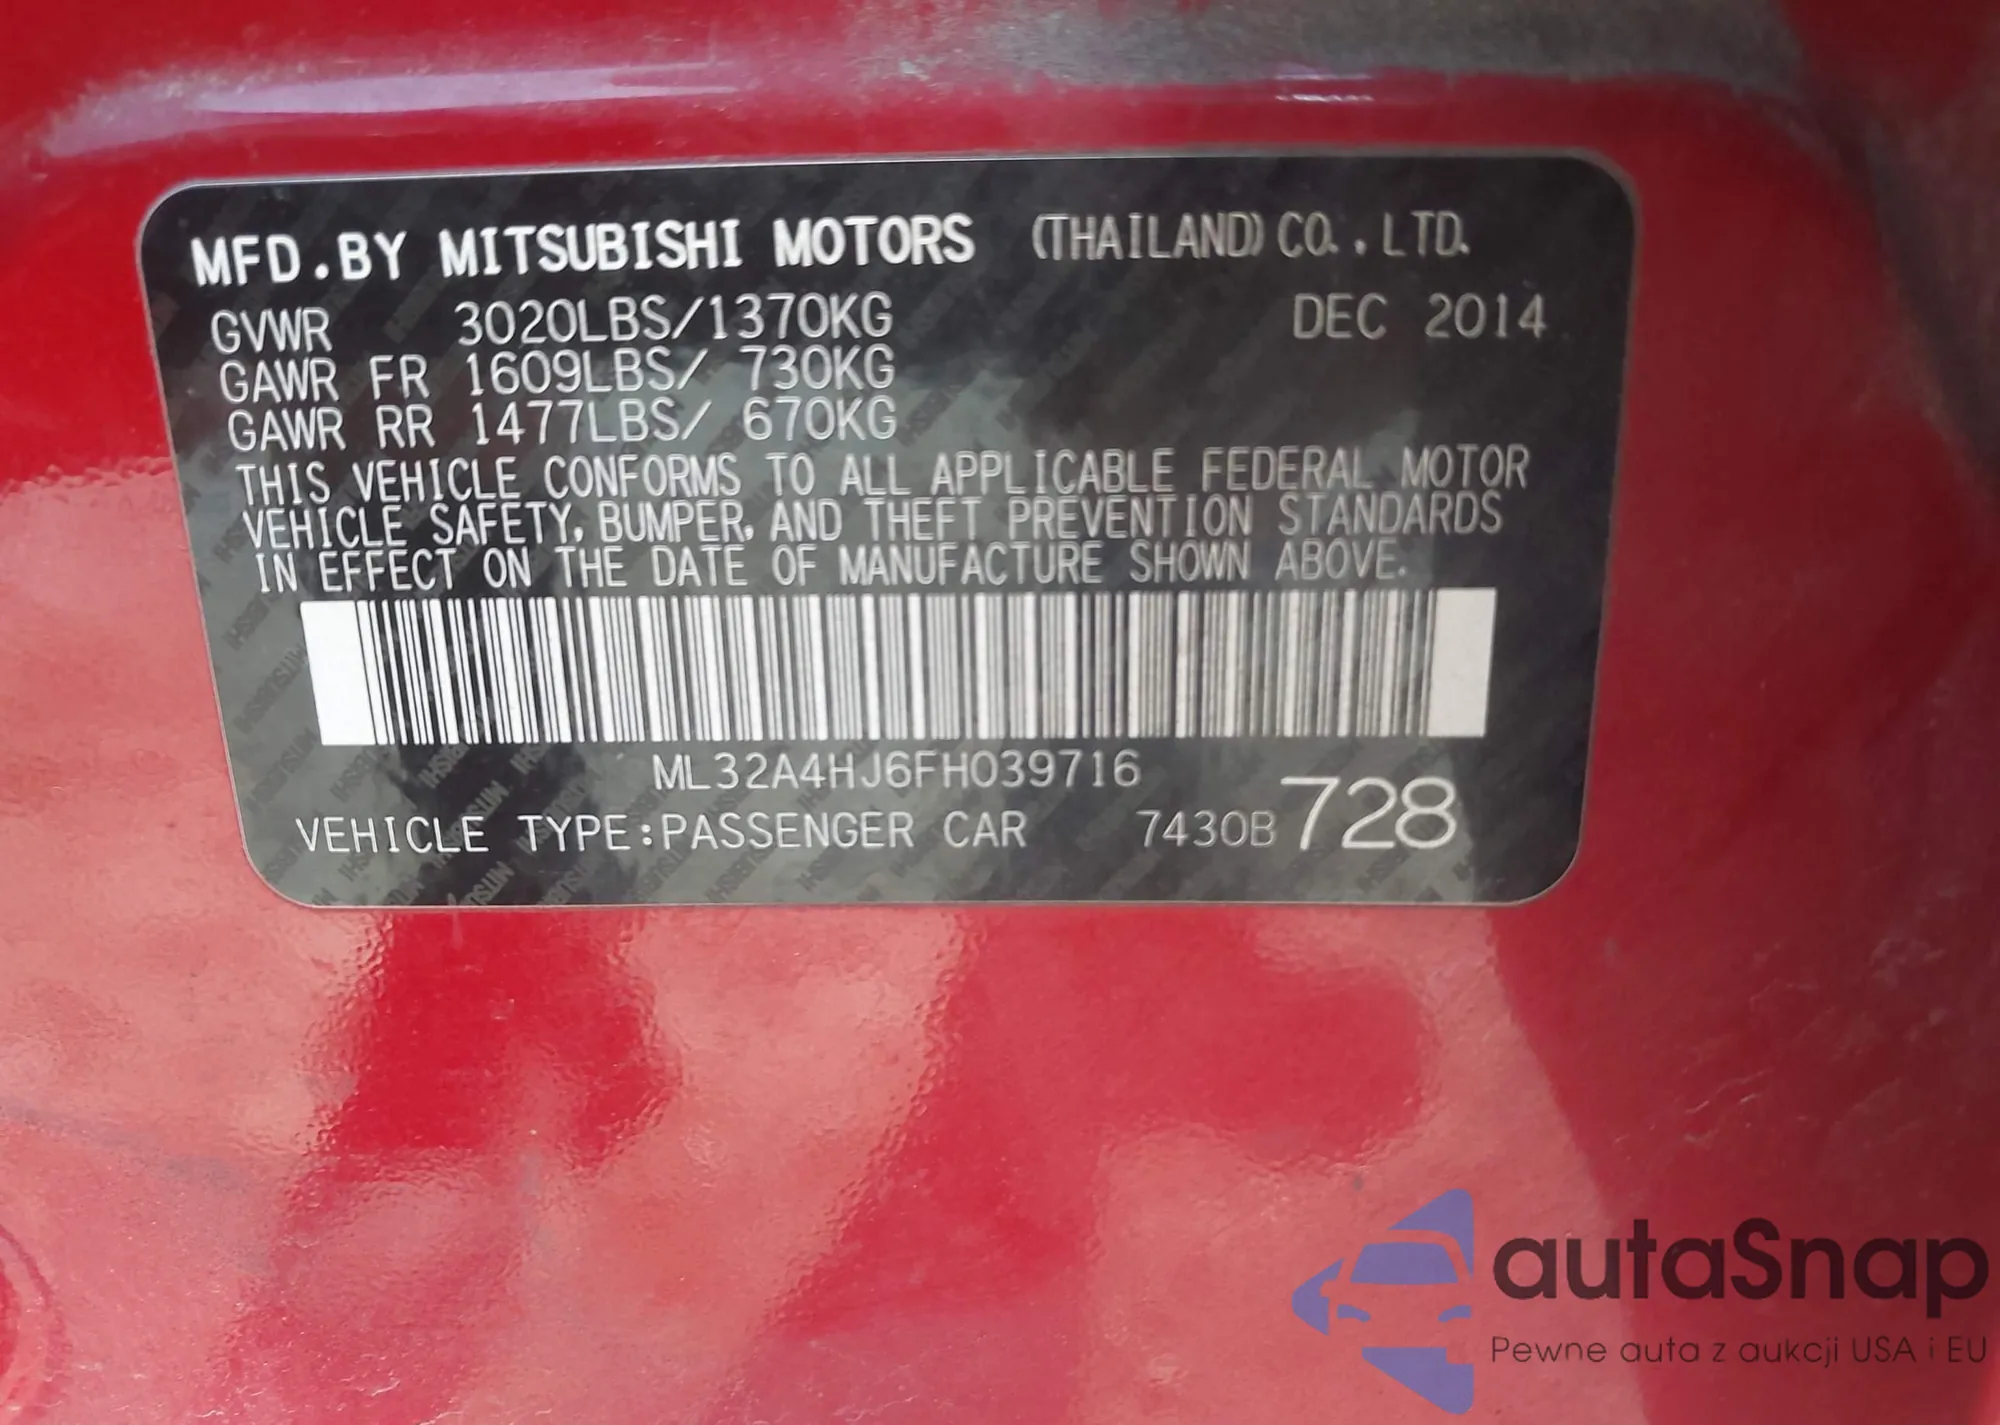 MFD.BY MITSUBISHI MOTORS (THAILAND) CO.,LTD.
GVWR 3020LBS/1370KG DEC 2014
GAWR FR 1609LBS/ 730KG
GAWR RR 1477LBS/ 670KG
THIS VEHICLE CONFORMS TO ALL APPLICABLE FEDERAL MOTOR
VEHICLE SAFETY, BUMPER, AND THEFT PREVENTION STANDARDS
IN EFFECT ON THE DATE OF MANUFACTURE SHOWN ABOVE.
ML32A4HJ6FH039716
VEHICLE TYPE:PASSENGER CAR 7430B 728
autaSnap
Pewne auta z aukcji USA i EU